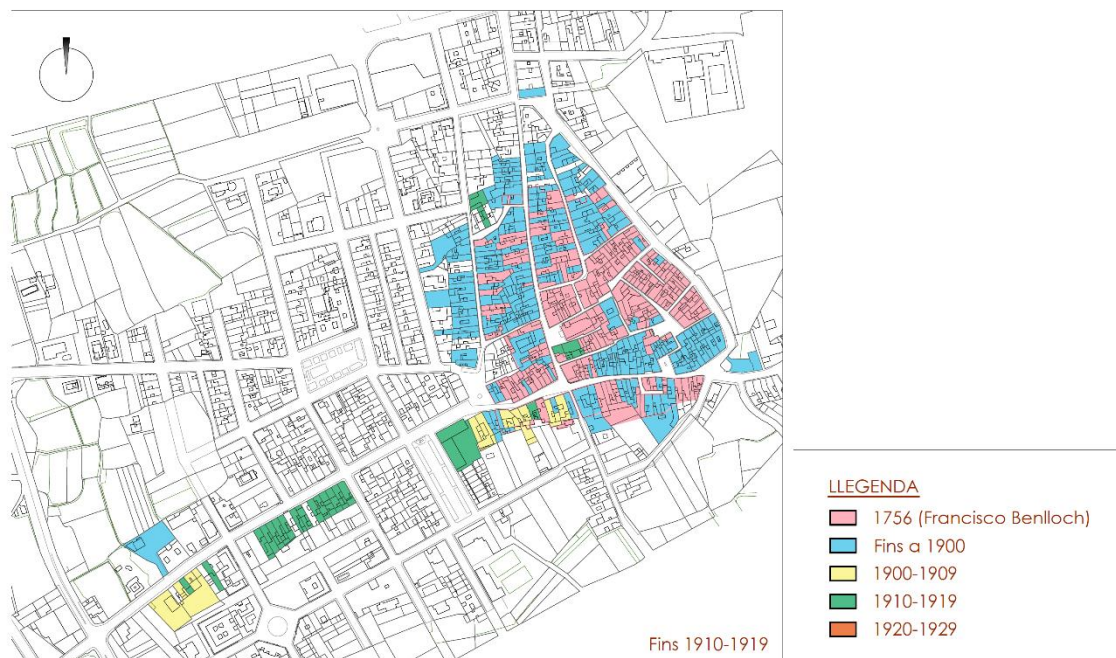 Fins 1910-1919
LLEGENDA
1756 (Francisco Benlloch)
Fins a 1900
1900-1909
1910-1919
1920-1929